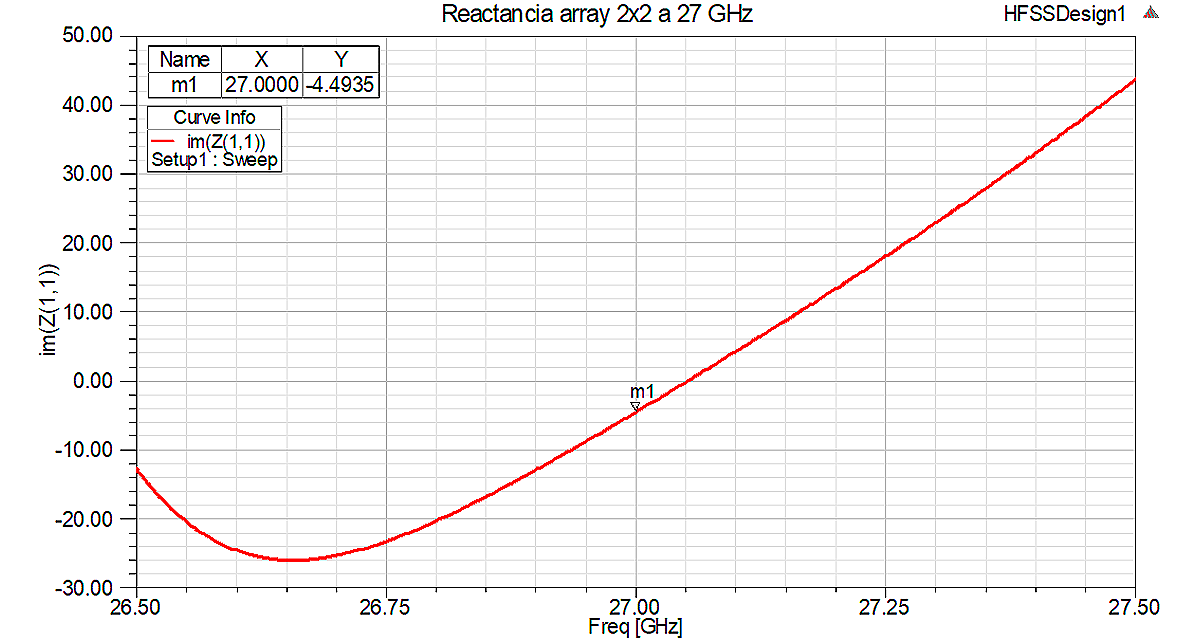 Reactancia array 2x2 a 27 GHz
HFSSDesign1
Name X Y
m1 27.0000 -4.4935
Curve Info
im(Z(1,1))
Setup1 : Sweep
50.00
40.00
30.00
20.00
10.00
0.00
-10.00
-20.00
-30.00
im(Z(1,1))
m1
26.50 26.75 27.00 27.25 27.50
Freq [GHz]